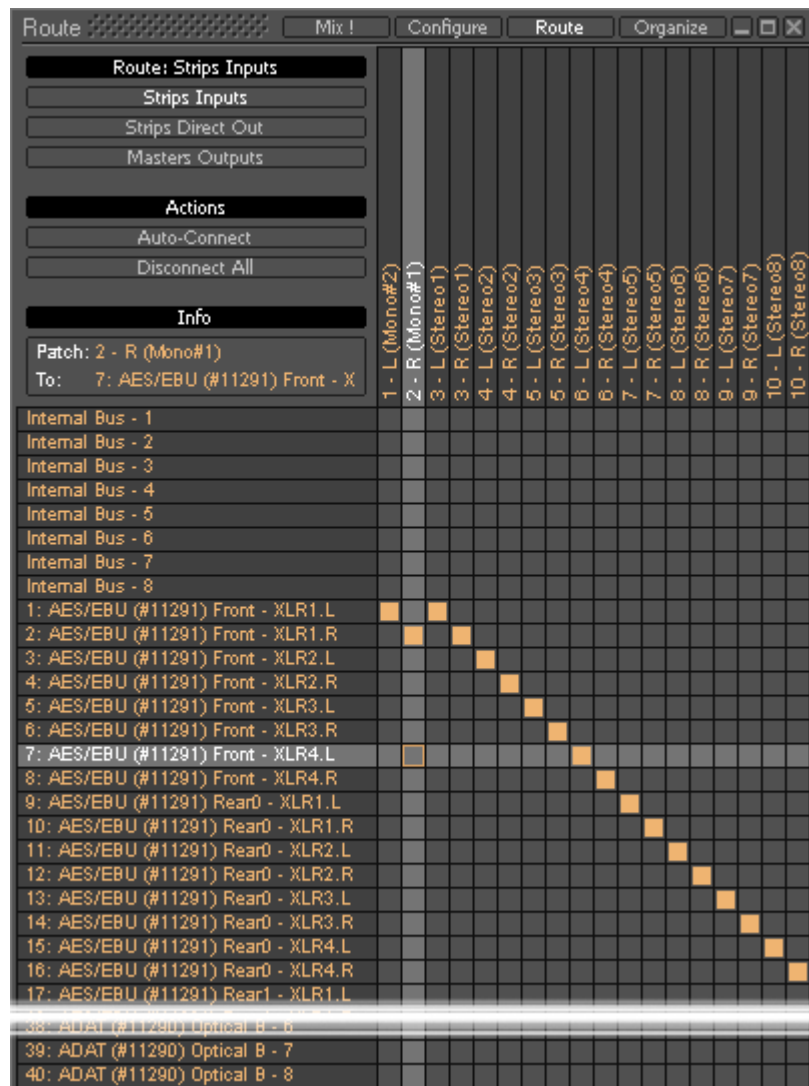 Route Mix ! Configure Route Organize
Route: Strips Inputs
Strips Inputs
Strips Direct Out
Masters Outputs
Actions
Auto-Connect
Disconnect All
Info
Patch: 2 - R (Mono#1)
To: 7: AES/EBU (#11291) Front - X
1 - L (Mono#2)
2 - R (Mono#1)
3 - L (Stereo1)
3 - R (Stereo1)
4 - L (Stereo2)
4 - R (Stereo2)
5 - L (Stereo3)
5 - R (Stereo3)
6 - L (Stereo4)
6 - R (Stereo4)
7 - L (Stereo5)
7 - R (Stereo5)
8 - L (Stereo6)
8 - R (Stereo6)
9 - L (Stereo7)
9 - R (Stereo7)
10 - L (Stereo8)
10 - R (Stereo8)
Internal Bus - 1
Internal Bus - 2
Internal Bus - 3
Internal Bus - 4
Internal Bus - 5
Internal Bus - 6
Internal Bus - 7
Internal Bus - 8
1: AES/EBU (#11291) Front - XLR1.L
2: AES/EBU (#11291) Front - XLR1.R
3: AES/EBU (#11291) Front - XLR2.L
4: AES/EBU (#11291) Front - XLR2.R
5: AES/EBU (#11291) Front - XLR3.L
6: AES/EBU (#11291) Front - XLR3.R
7: AES/EBU (#11291) Front - XLR4.L
8: AES/EBU (#11291) Front - XLR4.R
9: AES/EBU (#11291) Rear0 - XLR1.L
10: AES/EBU (#11291) Rear0 - XLR1.R
11: AES/EBU (#11291) Rear0 - XLR2.L
12: AES/EBU (#11291) Rear0 - XLR2.R
13: AES/EBU (#11291) Rear0 - XLR3.L
14: AES/EBU (#11291) Rear0 - XLR3.R
15: AES/EBU (#11291) Rear0 - XLR4.L
16: AES/EBU (#11291) Rear0 - XLR4.R
17: AES/EBU (#11291) Rear1 - XLR1.L
38: ADAT (#11290) Optical B - 6
39: ADAT (#11290) Optical B - 7
40: ADAT (#11290) Optical B - 8